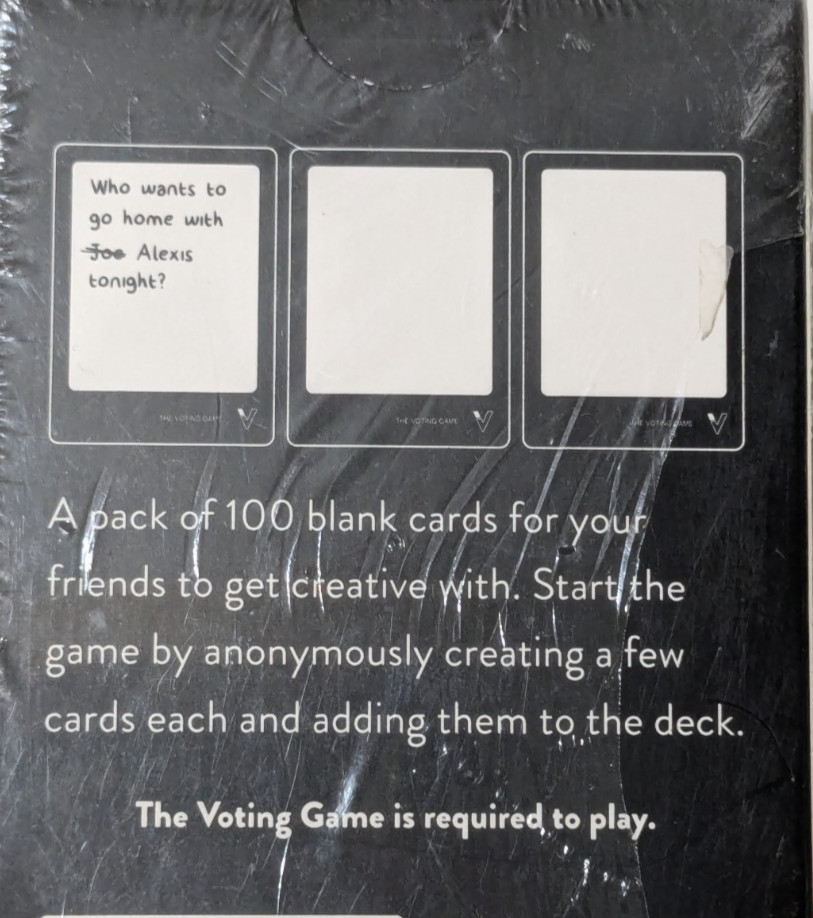 Who wants to
go home with
Joe Alexis
tonight?
THE VOTING GAME
THE VOTING GAME
THE VOTING GAME
A pack of 100 blank cards for your
friends to get creative with. Start the
game by anonymously creating a few
cards each and adding them to the deck.
The Voting Game is required to play.